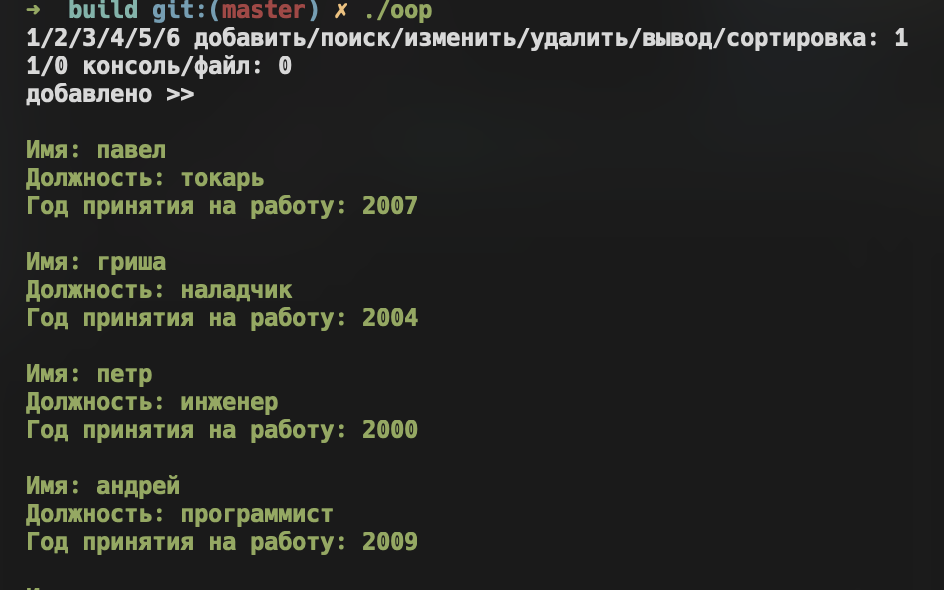 → build git:(master) ✗ ./oop
1/2/3/4/5/6 добавить/поиск/изменить/удалить/вывод/сортировка: 1
1/0 консоль/файл: 0
добавлено >>
Имя: павел
Должность: токарь
Год принятия на работу: 2007
Имя: гриша
Должность: наладчик
Год принятия на работу: 2004
Имя: петр
Должность: инженер
Год принятия на работу: 2000
Имя: андрей
Должность: программист
Год принятия на работу: 2009